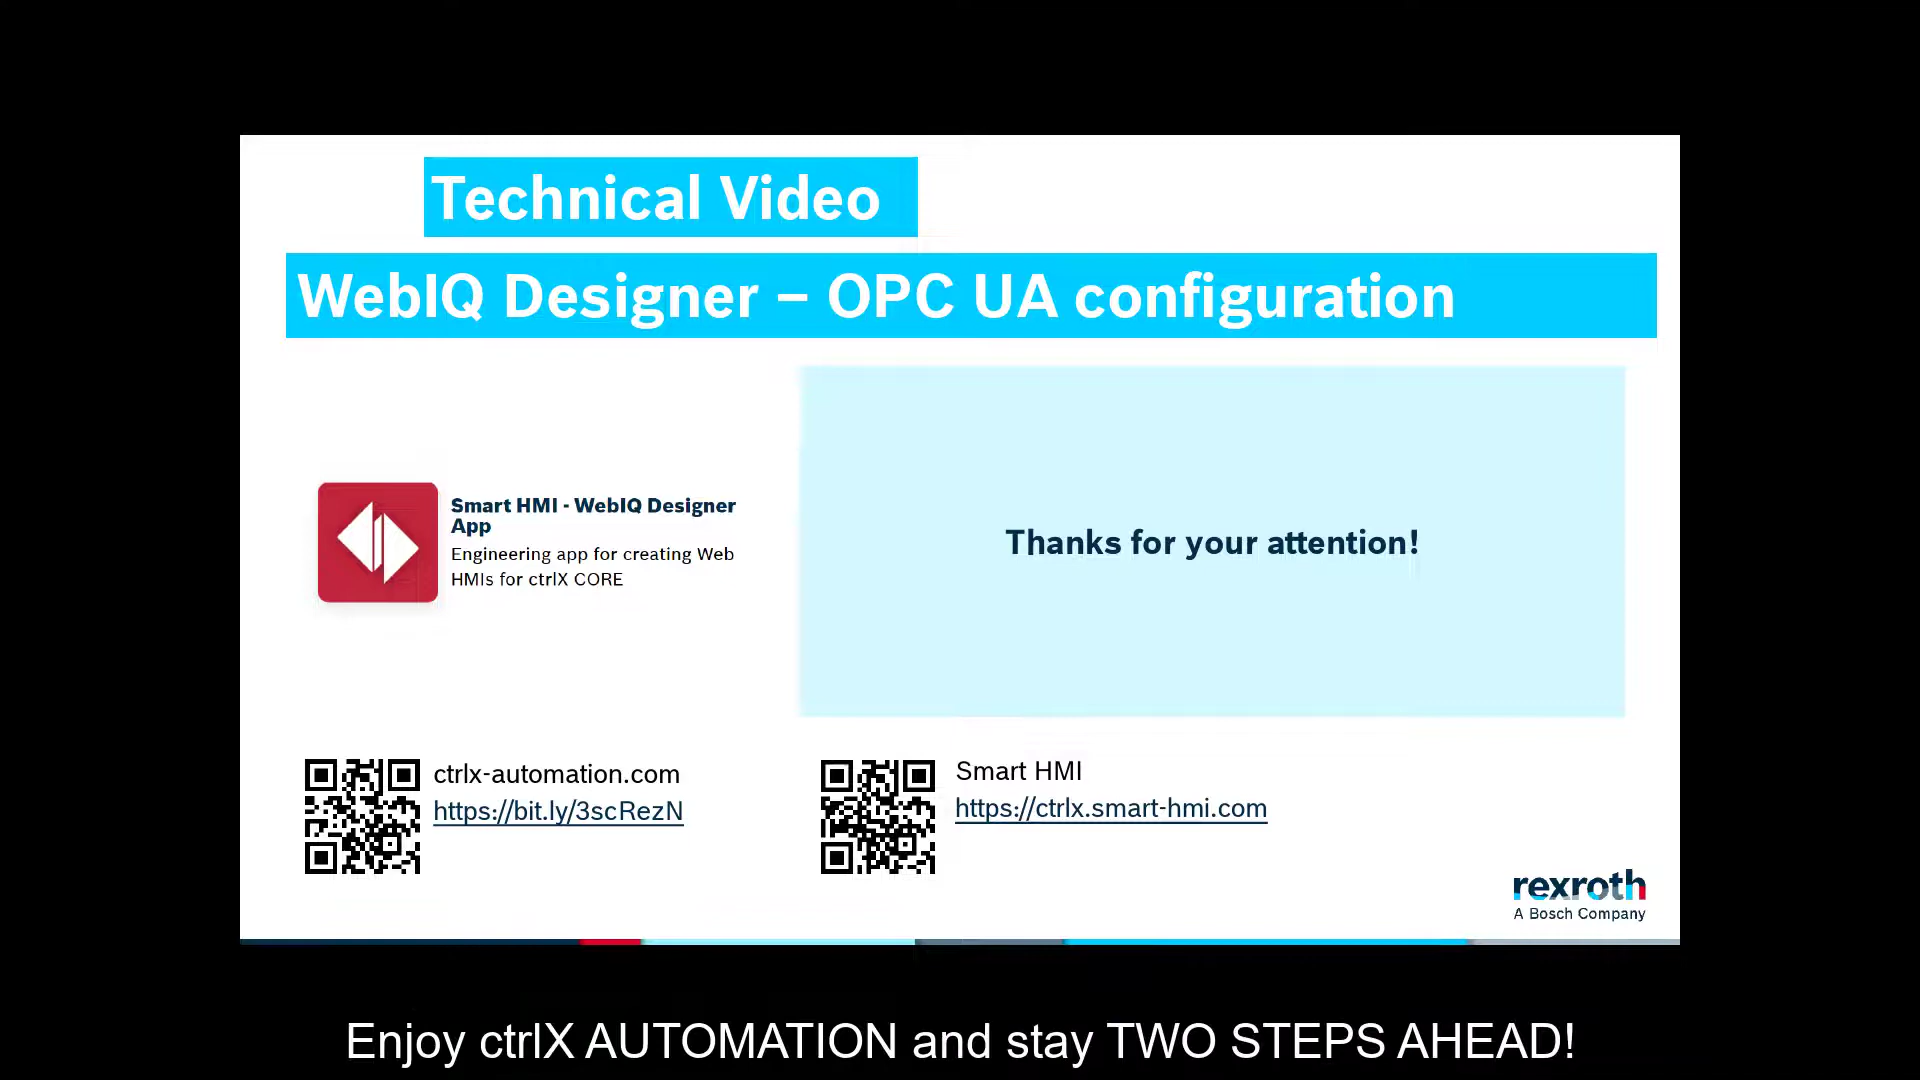 Technical Video
WebIQ Designer – OPC UA configuration
Smart HMI - WebIQ Designer
App
Engineering app for creating Web
HMIs for ctrlX CORE
Thanks for your attention!
ctrlx-automation.com
https://bit.ly/3scRezN
Smart HMI
https://ctrlx.smart-hmi.com
rexroth
A Bosch Company
Enjoy ctrlX AUTOMATION and stay TWO STEPS AHEAD!